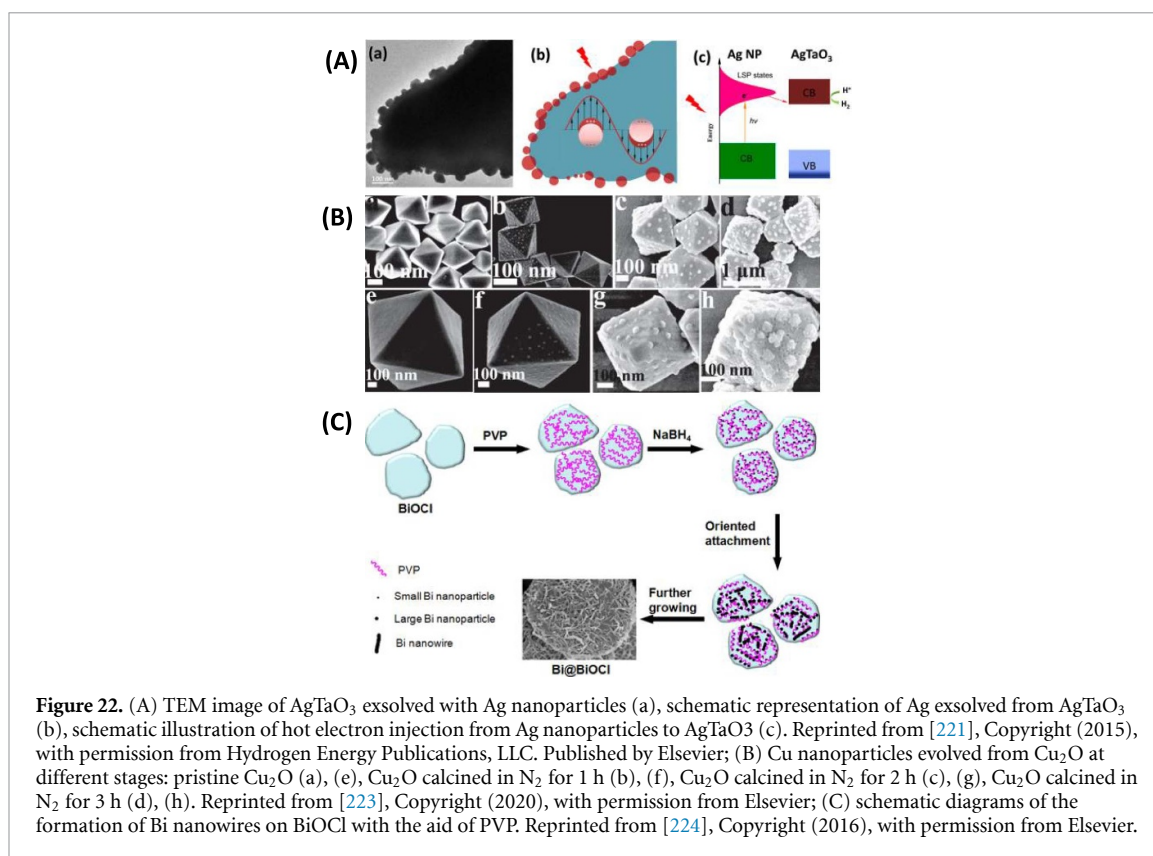 (A)
(a)
100 nm
(b)
(c)
Ag NP
AgTaO₃
LSP states
e
CB
H⁺
H₂
hν
Energy
CB
VB
(B)
b
c
d
100 nm
100 nm
100 nm
1 µm
e
f
g
h
100 nm
100 nm
100 nm
100 nm
(C)
PVP
NaBH₄
BiOCl
Oriented
attachment
PVP
Small Bi nanoparticle
Large Bi nanoparticle
Bi nanowire
Further
growing
Bi@BiOCl
Figure 22. (A) TEM image of AgTaO₃ exsolved with Ag nanoparticles (a), schematic representation of Ag exsolved from AgTaO₃
(b), schematic illustration of hot electron injection from Ag nanoparticles to AgTaO3 (c). Reprinted from [221], Copyright (2015),
with permission from Hydrogen Energy Publications, LLC. Published by Elsevier; (B) Cu nanoparticles evolved from Cu₂O at
different stages: pristine Cu₂O (a), (e), Cu₂O calcined in N₂ for 1 h (b), (f), Cu₂O calcined in N₂ for 2 h (c), (g), Cu₂O calcined in
N₂ for 3 h (d), (h). Reprinted from [223], Copyright (2020), with permission from Elsevier; (C) schematic diagrams of the
formation of Bi nanowires on BiOCl with the aid of PVP. Reprinted from [224], Copyright (2016), with permission from Elsevier.